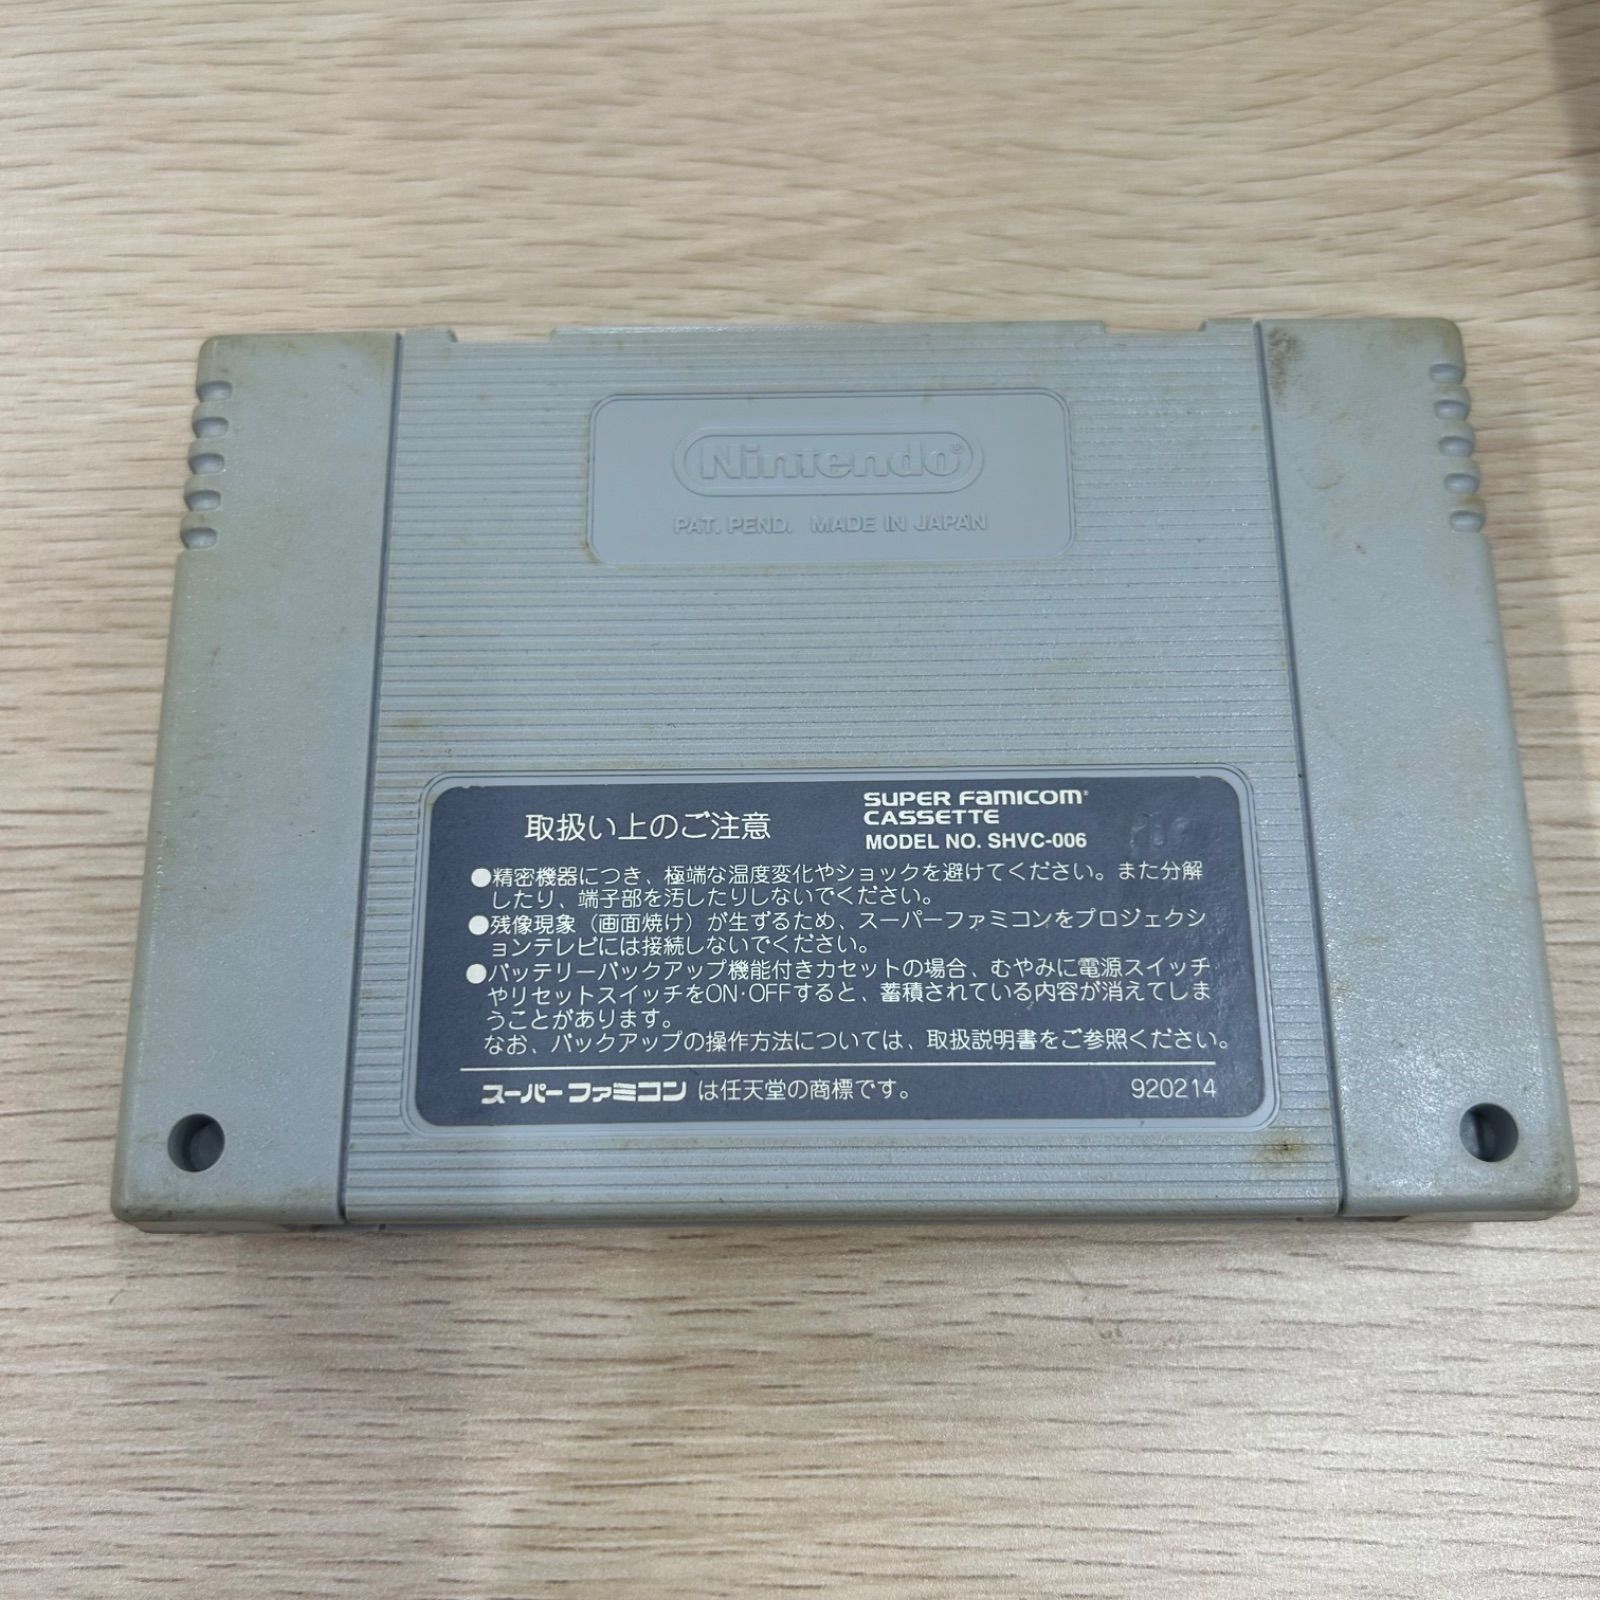 Nintendo®
PAT. PEND. MADE IN JAPAN
取扱い上のご注意
SUPER FAMICOM®
CASSETTE
MODEL NO. SHVC-006
●精密機器につき、極端な温度変化やショックを避けてください。また分解
したり、端子部を汚したりしないでください。
●残像現象（画面焼け）が生ずるため、スーパーファミコンをプロジェクシ
ョンテレビには接続しないでください。
●バッテリーバックアップ機能付きカセットの場合、むやみに電源スイッチ
やリセットスイッチをON・OFFすると、蓄積されている内容が消えてしま
うことがあります。
なお、バックアップの操作方法については、取扱説明書をご参照ください。
スーパーファミコン は任天堂の商標です。
920214